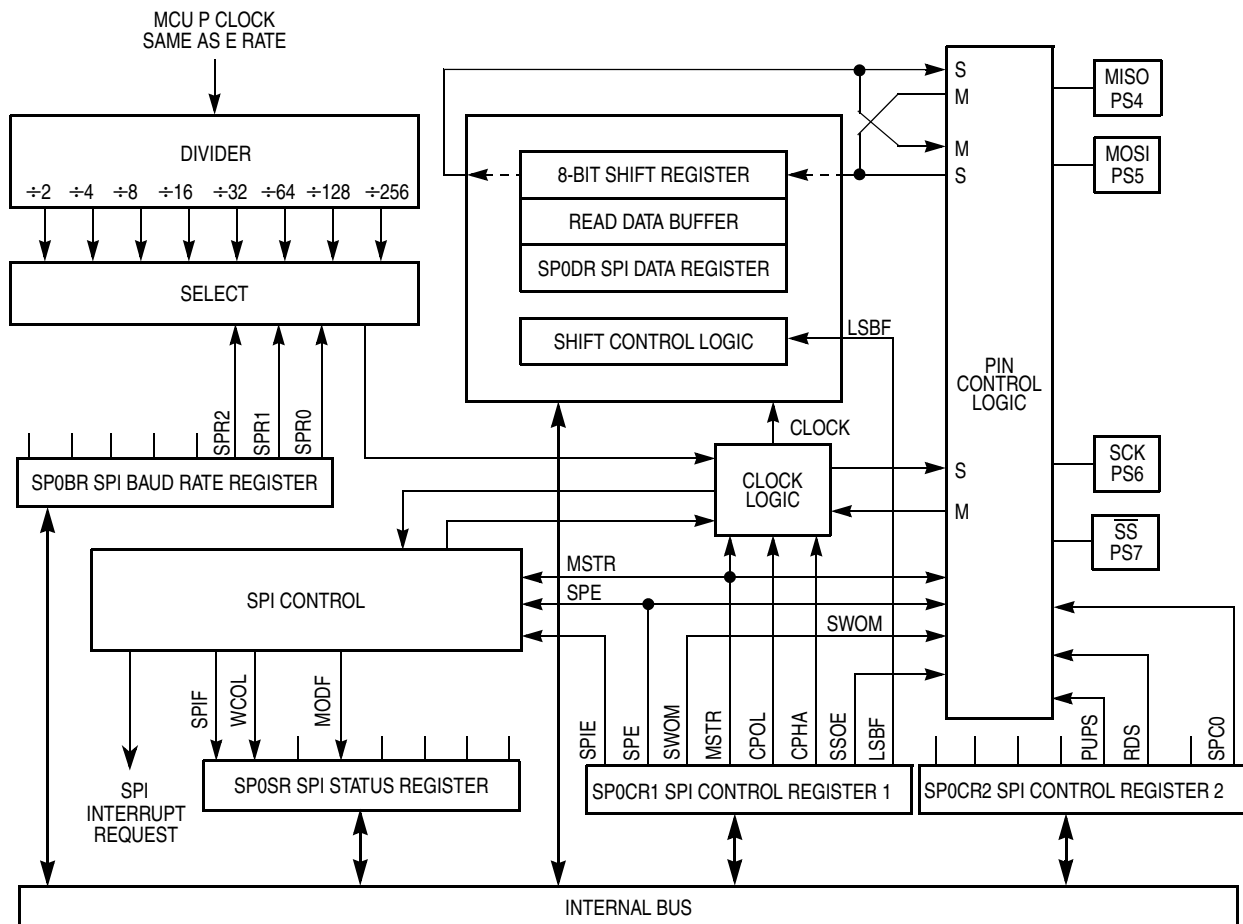 MCU P CLOCK
SAME AS E RATE
DIVIDER
÷2 ÷4 ÷8 ÷16 ÷32 ÷64 ÷128 ÷256
SELECT
SPR2
SPR1
SPR0
SP0BR SPI BAUD RATE REGISTER
8-BIT SHIFT REGISTER
READ DATA BUFFER
SP0DR SPI DATA REGISTER
SHIFT CONTROL LOGIC
LSBF
CLOCK
CLOCK
LOGIC
S
M
M
S
S
M
PIN
CONTROL
LOGIC
MISO
PS4
MOSI
PS5
SCK
PS6
S̅S̅
PS7
SPI CONTROL
MSTR
SPE
SWOM
SPIF
WCOL
MODF
SPI
INTERRUPT
REQUEST
SP0SR SPI STATUS REGISTER
SPIE
SPE
SWOM
MSTR
CPOL
CPHA
SSOE
LSBF
SP0CR1 SPI CONTROL REGISTER 1
PUPS
RDS
SPC0
SP0CR2 SPI CONTROL REGISTER 2
INTERNAL BUS